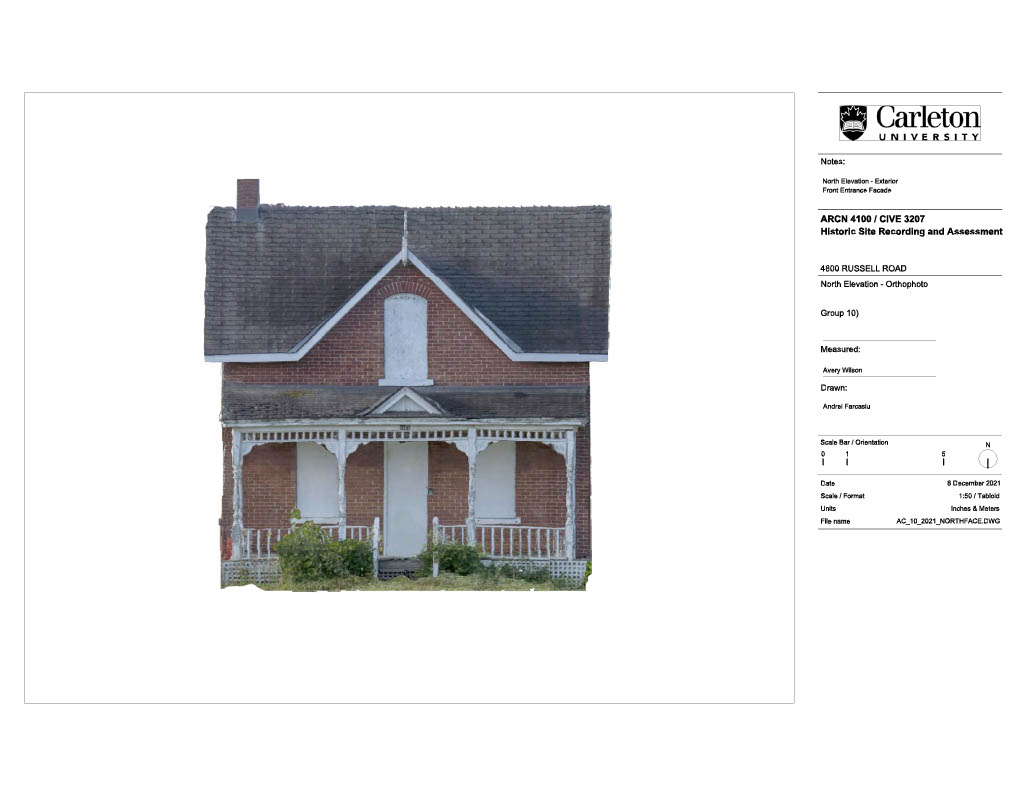 Carleton
UNIVERSITY
Notes:
North Elevation - Exterior
Front Entrance Facade
ARCN 4100 / CIVE 3207
Historic Site Recording and Assessment
4800 RUSSELL ROAD
North Elevation - Orthophoto
Group 10)
Measured:
Avery Wilson
Drawn:
Andrei Farcasiu
Scale Bar / Orientation
N
0 1 5
Date 8 December 2021
Scale / Format 1:50 / Tabloid
Units Inches & Meters
File name AC_10_2021_NORTHFACE.DWG